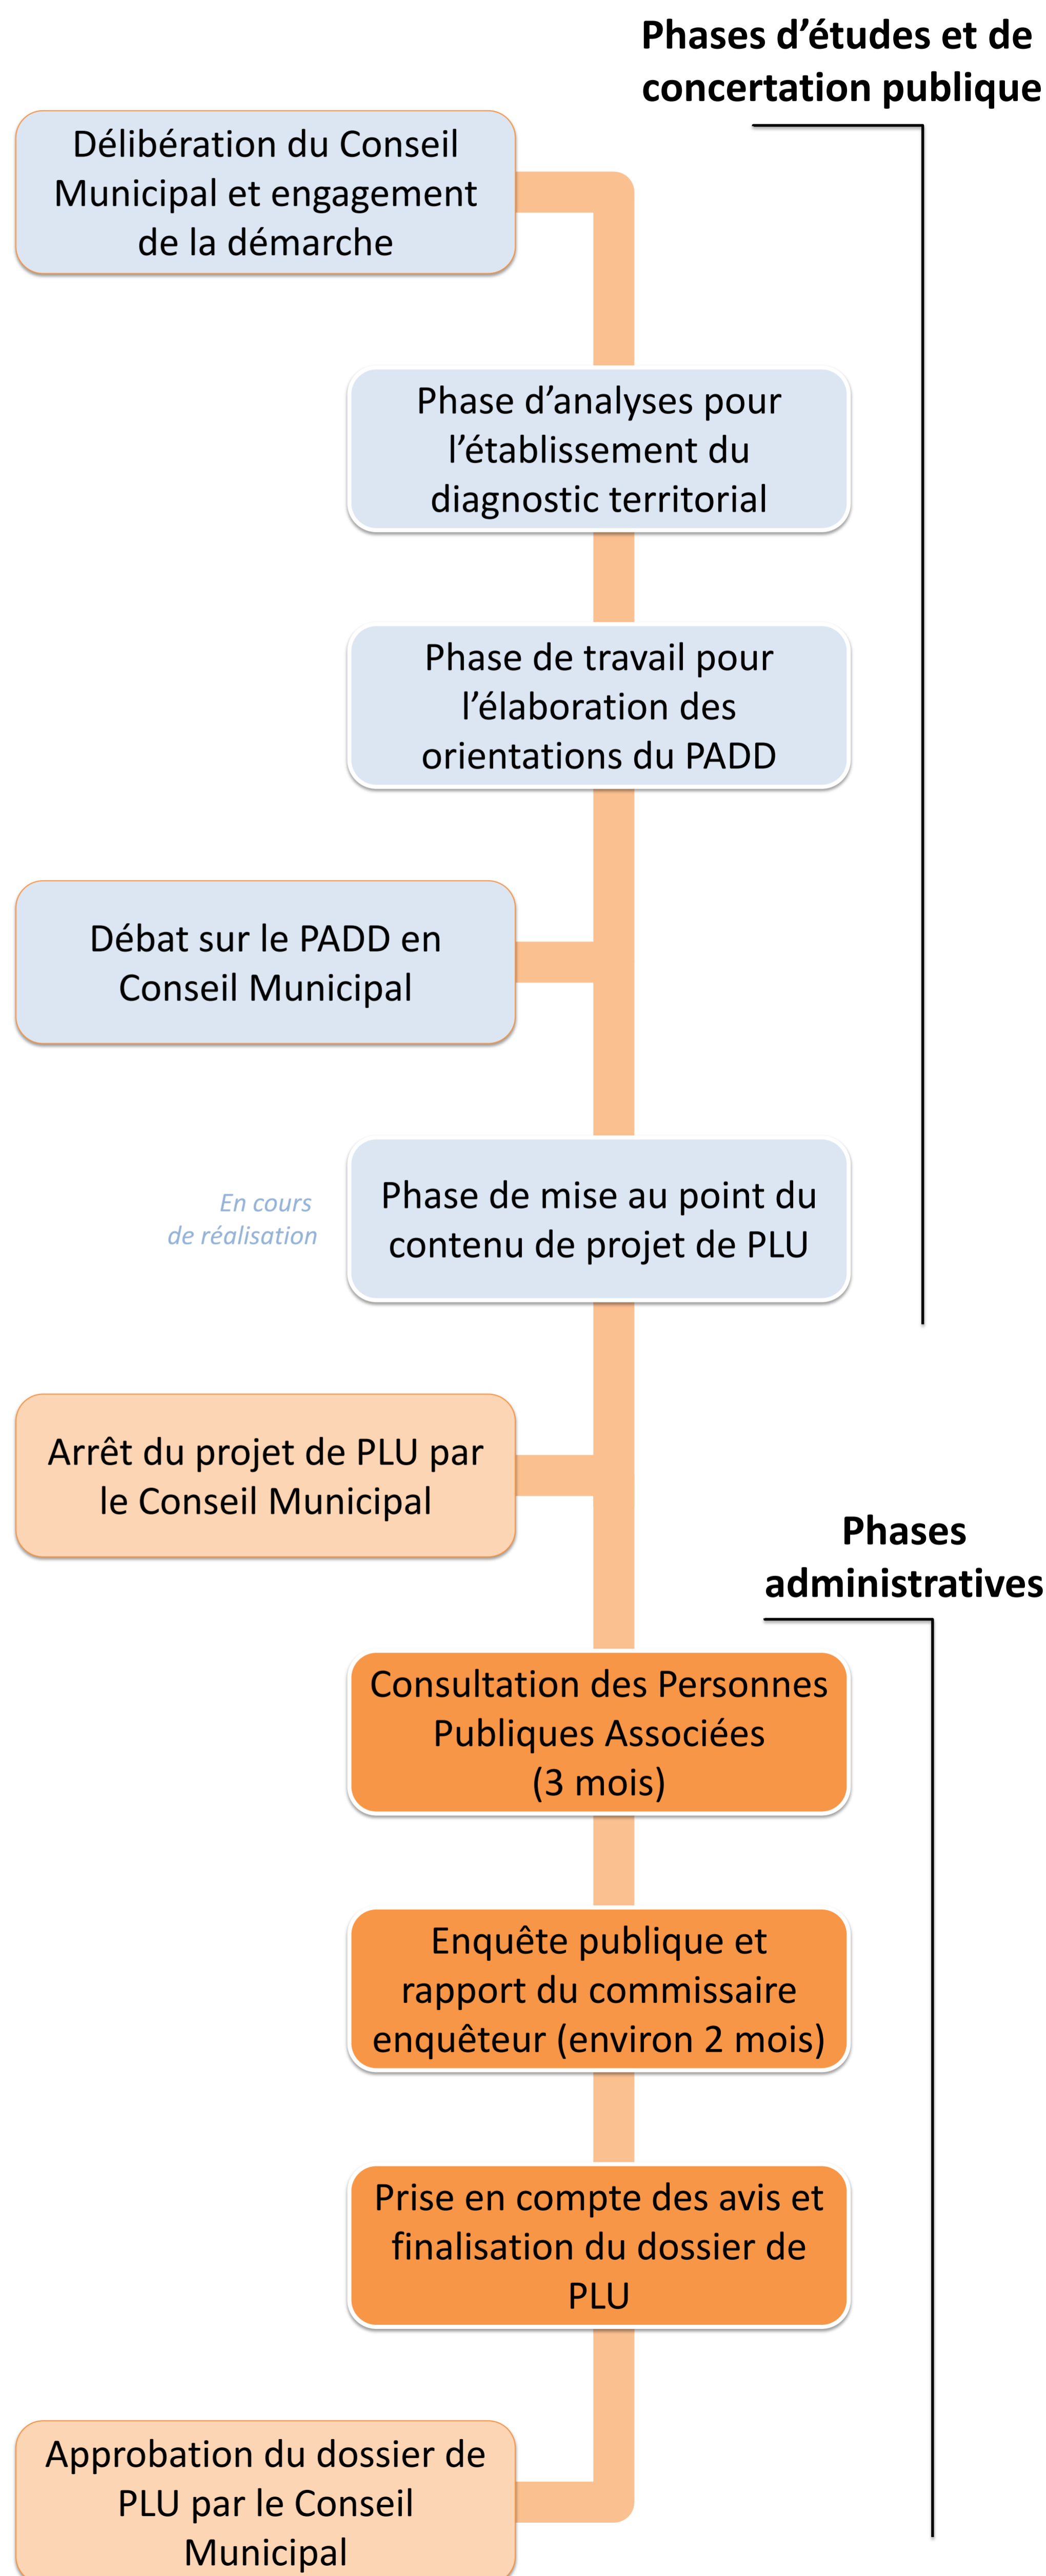 Phases d’études et de
concertation publique
Délibération du Conseil
Municipal et engagement
de la démarche
Phase d’analyses pour
l’établissement du
diagnostic territorial
Phase de travail pour
l’élaboration des
orientations du PADD
Débat sur le PADD en
Conseil Municipal
En cours
de réalisation
Phase de mise au point du
contenu de projet de PLU
Arrêt du projet de PLU par
le Conseil Municipal
Phases
administratives
Consultation des Personnes
Publiques Associées
(3 mois)
Enquête publique et
rapport du commissaire
enquêteur (environ 2 mois)
Prise en compte des avis et
finalisation du dossier de
PLU
Approbation du dossier de
PLU par le Conseil
Municipal